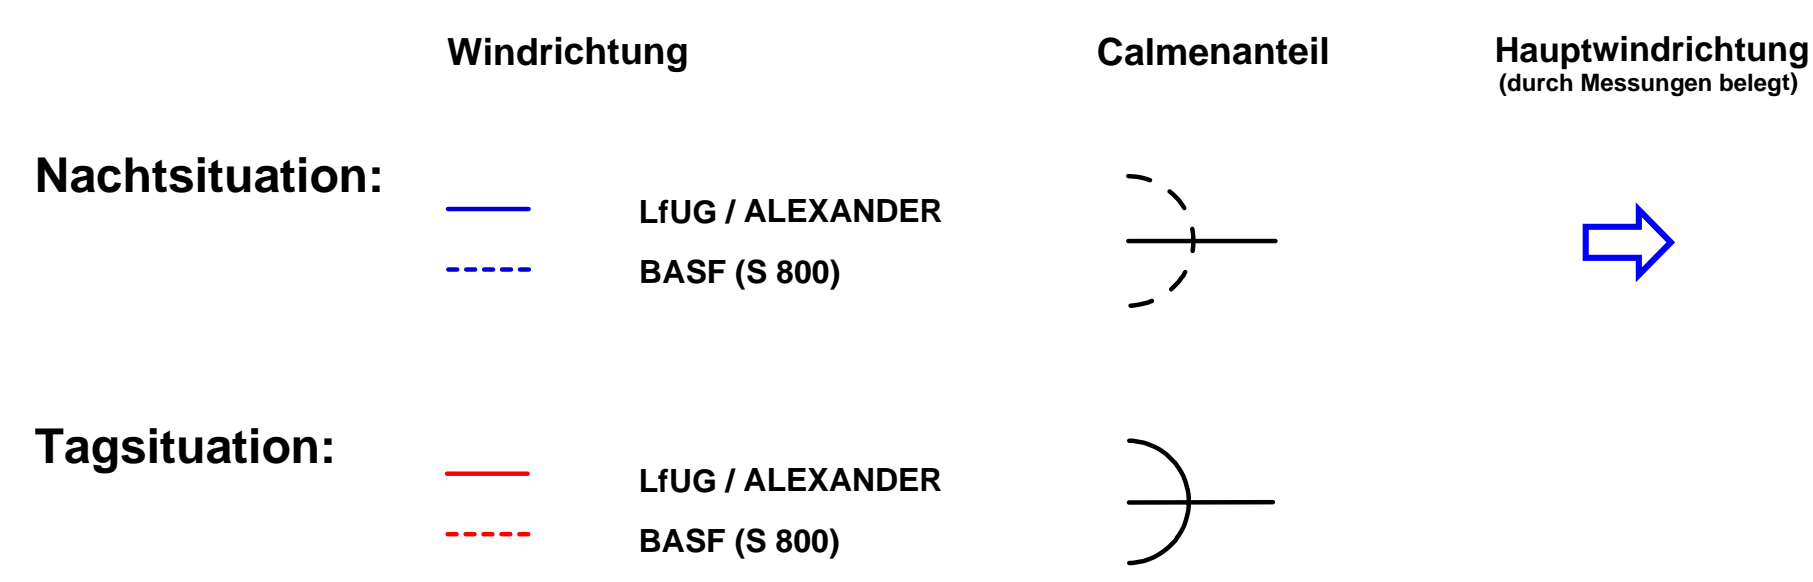 Windrichtung Calmenanteil Hauptwindrichtung
(durch Messungen belegt)
Nachtsituation:
LfUG / ALEXANDER
BASF (S 800)
Tagsituation:
LfUG / ALEXANDER
BASF (S 800)